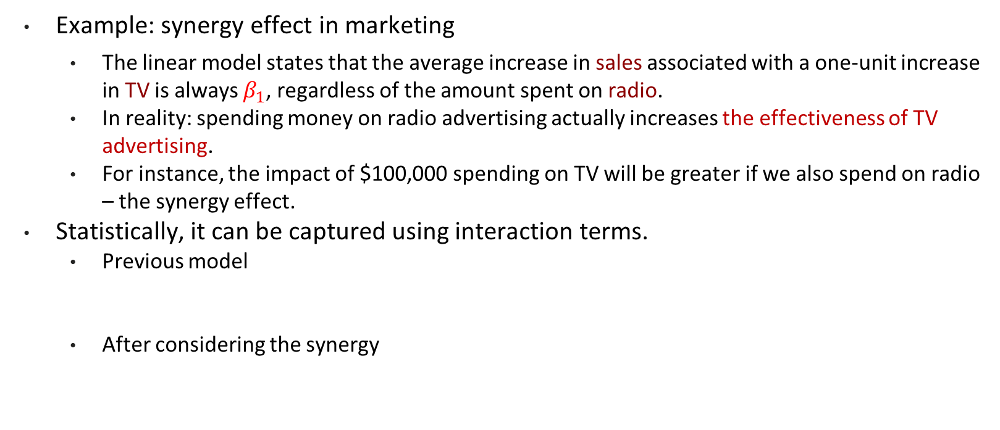 • Example: synergy effect in marketing
• The linear model states that the average increase in sales associated with a one-unit increase
in TV is always β₁, regardless of the amount spent on radio.
• In reality: spending money on radio advertising actually increases the effectiveness of TV
advertising.
• For instance, the impact of $100,000 spending on TV will be greater if we also spend on radio
– the synergy effect.
• Statistically, it can be captured using interaction terms.
• Previous model
• After considering the synergy